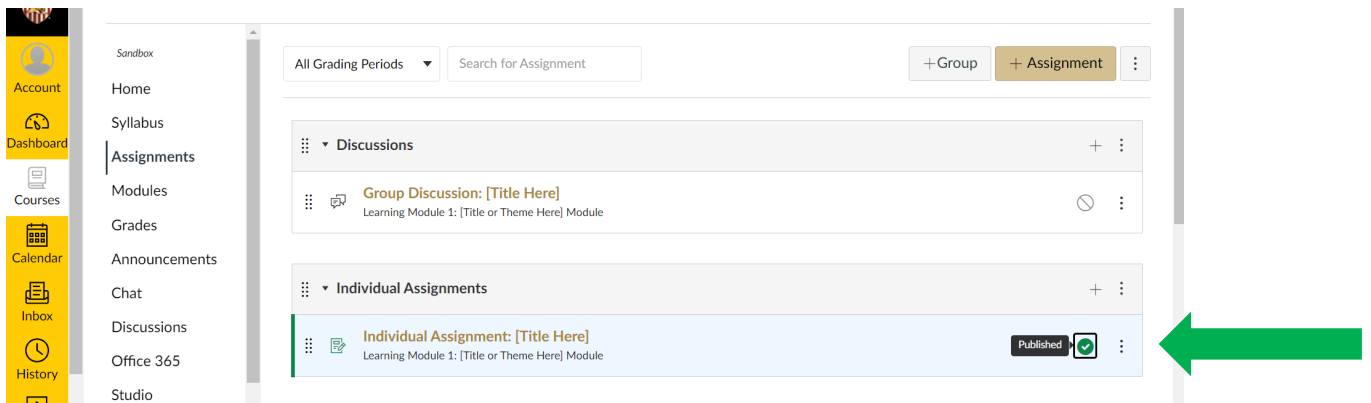 Account
Dashboard
Courses
Calendar
Inbox
History
Sandbox
Home
Syllabus
Assignments
Modules
Grades
Announcements
Chat
Discussions
Office 365
Studio
All Grading Periods
Search for Assignment
+Group
+ Assignment
Discussions
Group Discussion: [Title Here]
Learning Module 1: [Title or Theme Here] Module
Individual Assignments
Individual Assignment: [Title Here]
Learning Module 1: [Title or Theme Here] Module
Published